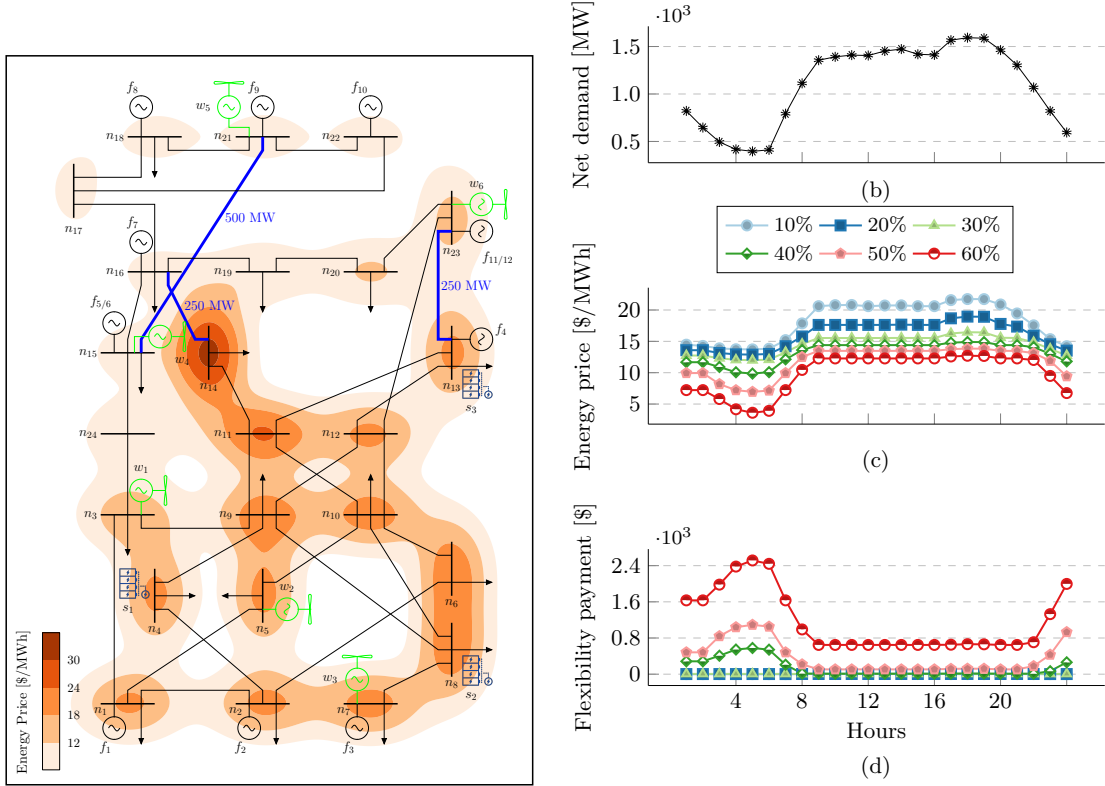 f8
f9
f10
w5
n18
n21
n22
n17
500 MW
w6
f7
n23
f11/12
n16
n19
n20
f5/6
250 MW
250 MW
f4
n15
w4
n14
n13
s3
n24
n11
n12
w1
n3
n9
n10
s1
n4
w2
n5
n6
w3
n8
s2
n1
n2
n7
f1
f2
f3
Energy Price [$/MWh]
30
24
18
12
Net demand [MW]
·10³
1.5
1.0
0.5
(b)
10% 20% 30%
40% 50% 60%
Energy price [$/MWh]
20
15
10
5
(c)
Flexibility payment [$]
·10³
2.4
1.6
0.8
0
4 8 12 16 20
Hours
(d)